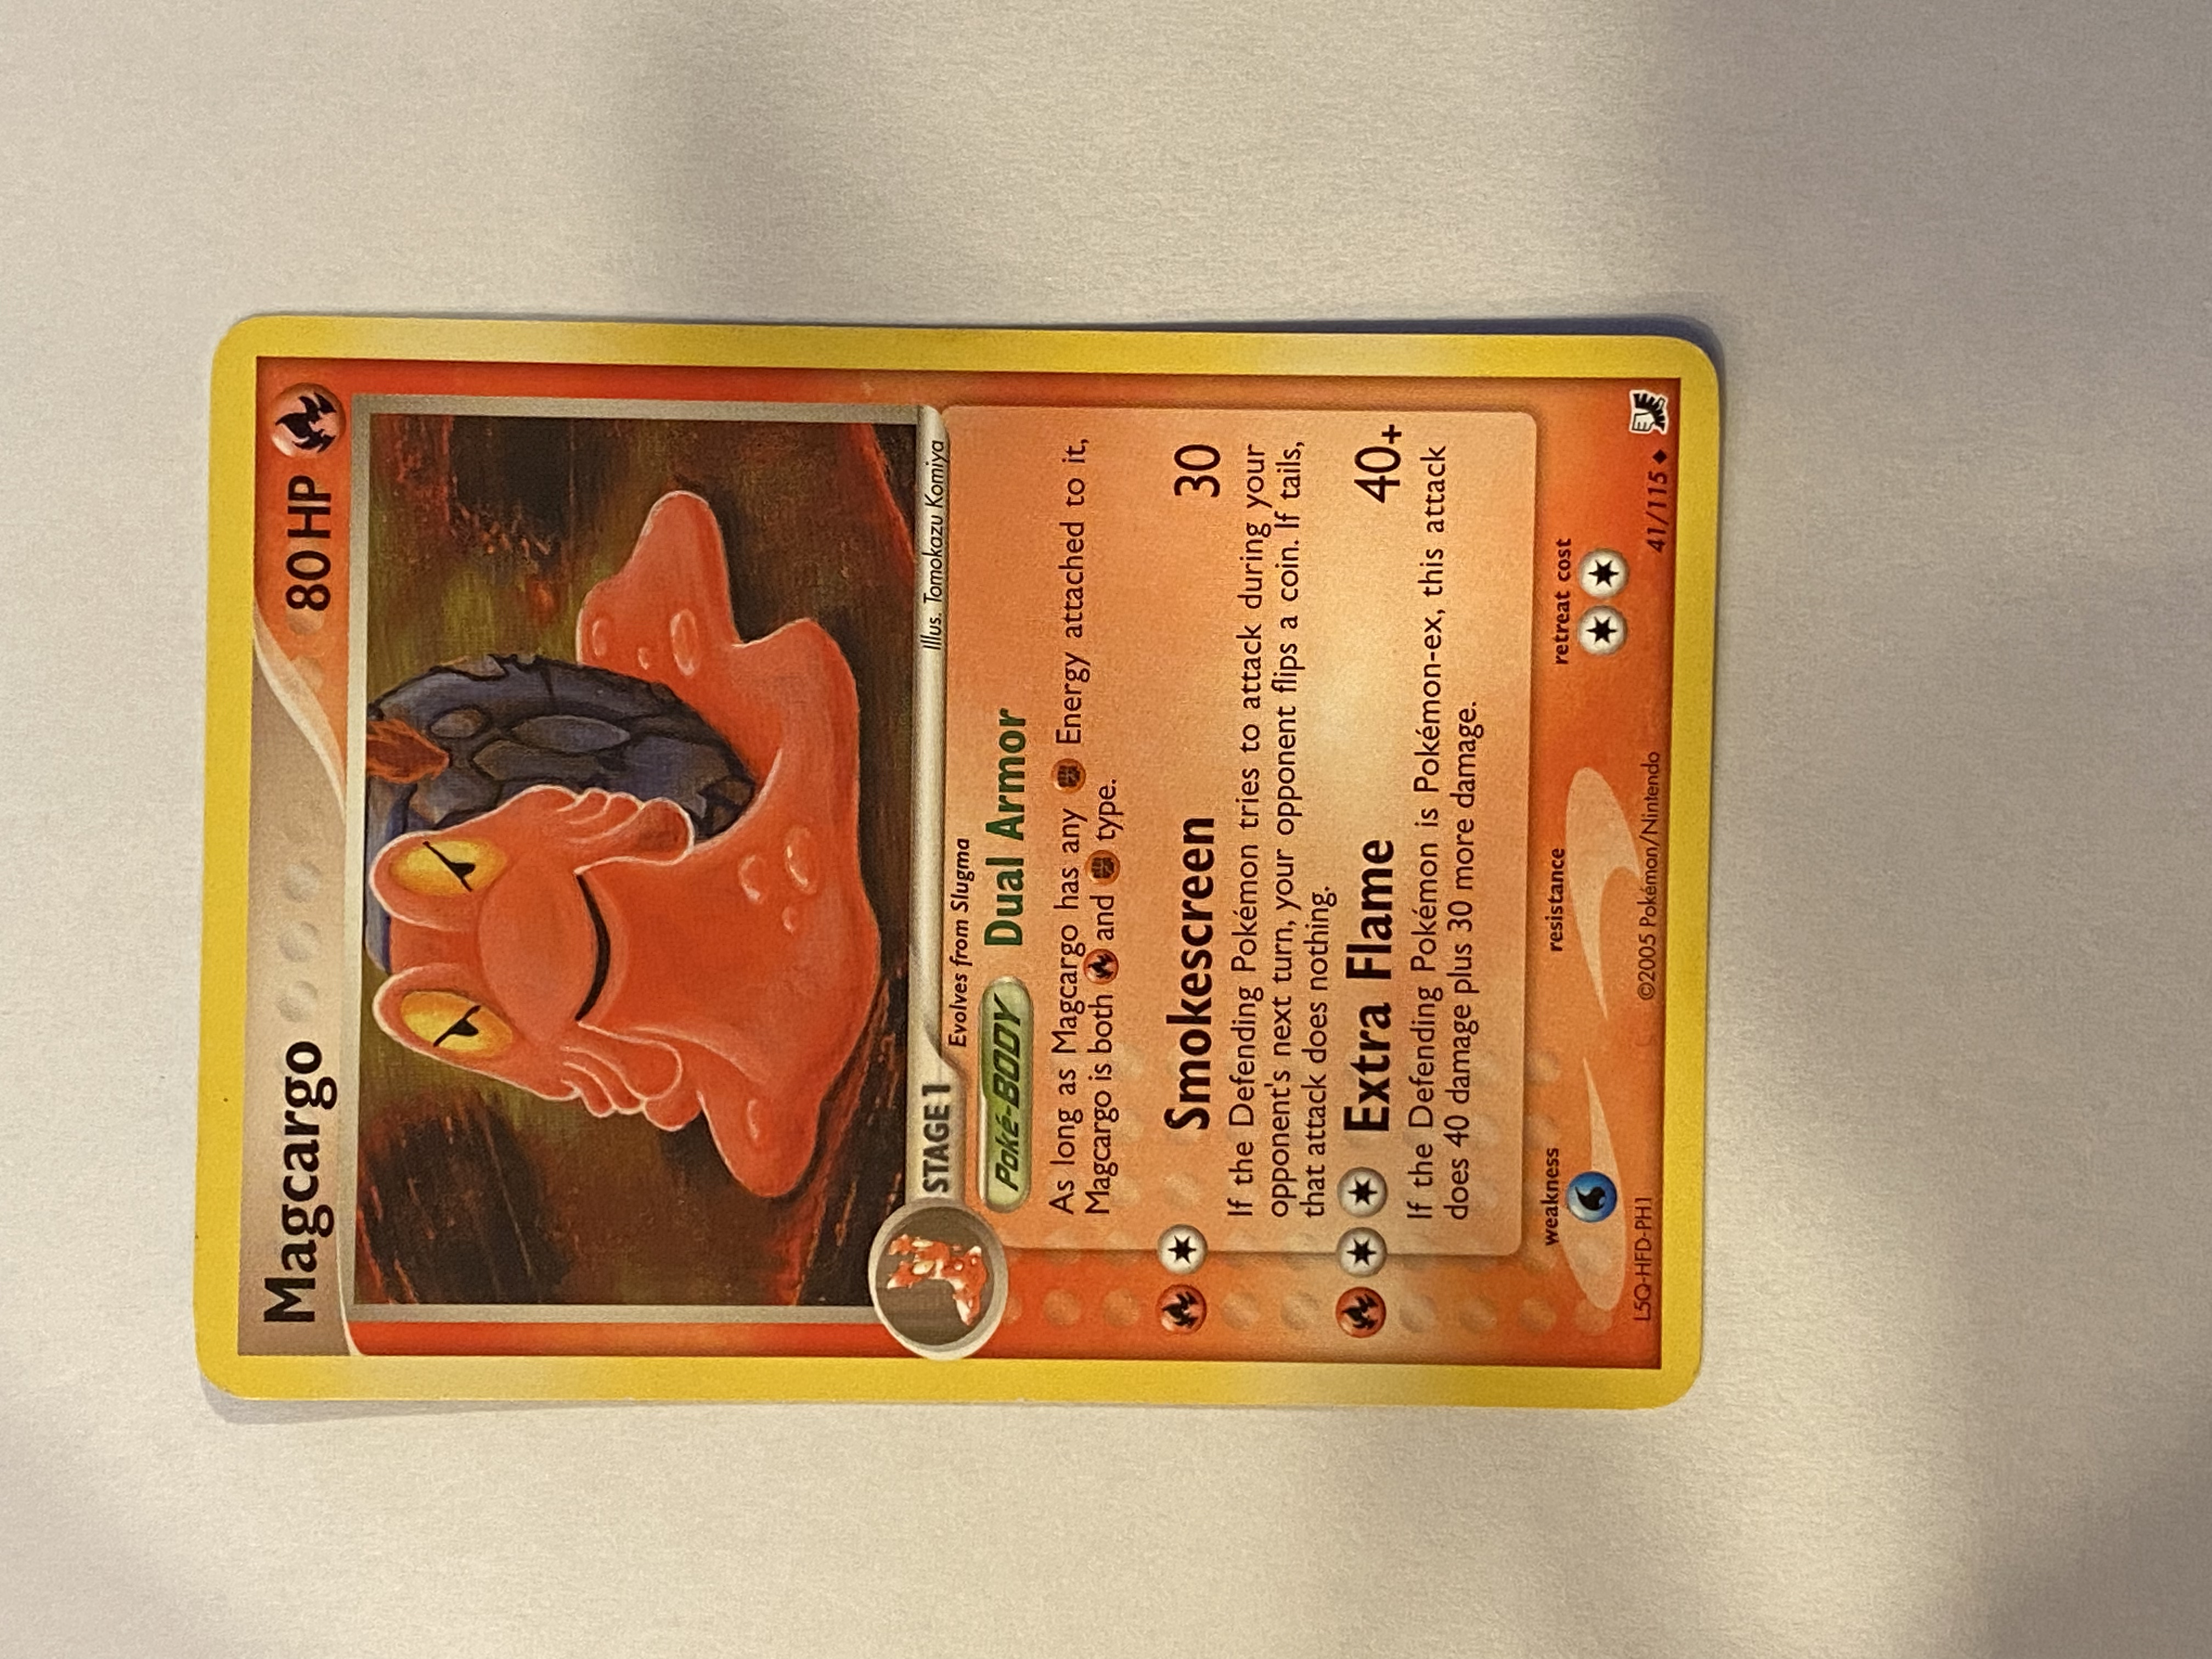 Magcargo 80 HP
STAGE 1
Illus. Tomokazu Komiya
Evolves from Slugma
Poké-BODY Dual Armor
As long as Magcargo has any Energy attached to it,
Magcargo is both and type.
Smokescreen 30
If the Defending Pokémon tries to attack during your
opponent's next turn, your opponent flips a coin. If tails,
that attack does nothing.
Extra Flame 40+
If the Defending Pokémon is Pokémon-ex, this attack
does 40 damage plus 30 more damage.
weakness resistance retreat cost
L5Q-HFD-PH1 ©2005 Pokémon/Nintendo 41/115 ◆